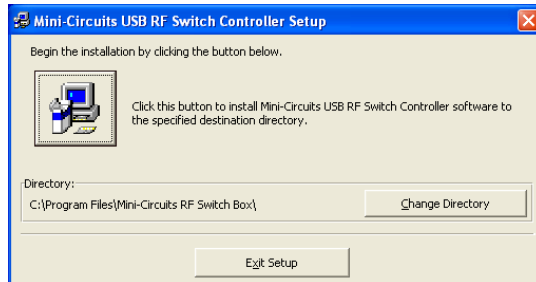 Mini-Circuits USB RF Switch Controller Setup
Begin the installation by clicking the button below.
Click this button to install Mini-Circuits USB RF Switch Controller software to
the specified destination directory.
Directory:
C:\Program Files\Mini-Circuits RF Switch Box\
Change Directory
Exit Setup